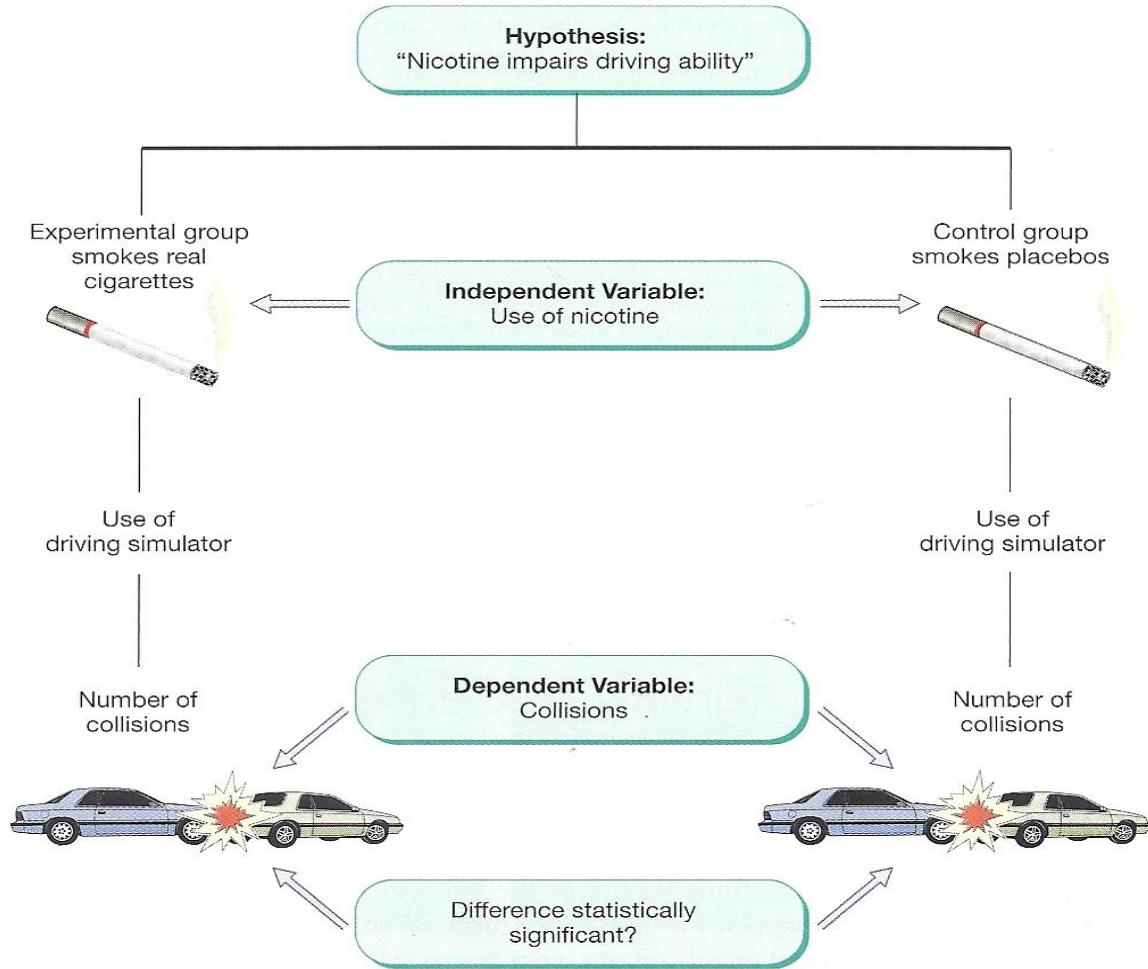 Hypothesis:
“Nicotine impairs driving ability”
Experimental group
smokes real
cigarettes
Independent Variable:
Use of nicotine
Control group
smokes placebos
Use of
driving simulator
Use of
driving simulator
Number of
collisions
Dependent Variable:
Collisions
Number of
collisions
Difference statistically
significant?